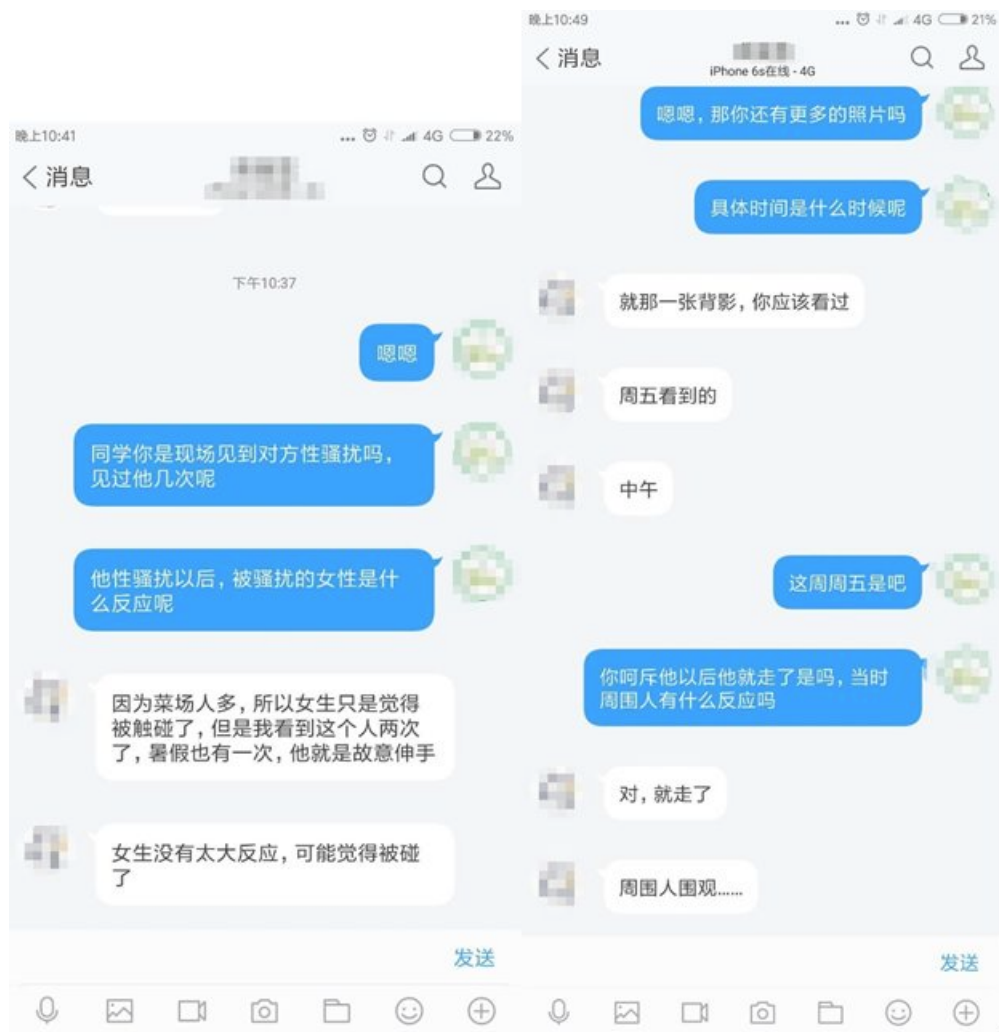 晚上10:41
... 4G 22%
消息
下午10:37
嗯嗯
同学你是现场见到对方性骚扰吗,
见过他几次呢
他性骚扰以后,被骚扰的女性是什
么反应呢
因为菜场人多,所以女生只是觉得
被触碰了,但是我看到这个人两次
了,暑假也有一次,他就是故意伸手
女生没有太大反应,可能觉得被碰
了
发送
晚上10:49
... 4G 21%
消息
iPhone 6s在线 - 4G
嗯嗯,那你还有更多的照片吗
具体时间是什么时候呢
就那一张背影,你应该看过
周五看到的
中午
这周周五是吧
你呵斥他以后他就走了是吗,当时
周围人有什么反应吗
对,就走了
周围人围观......
发送